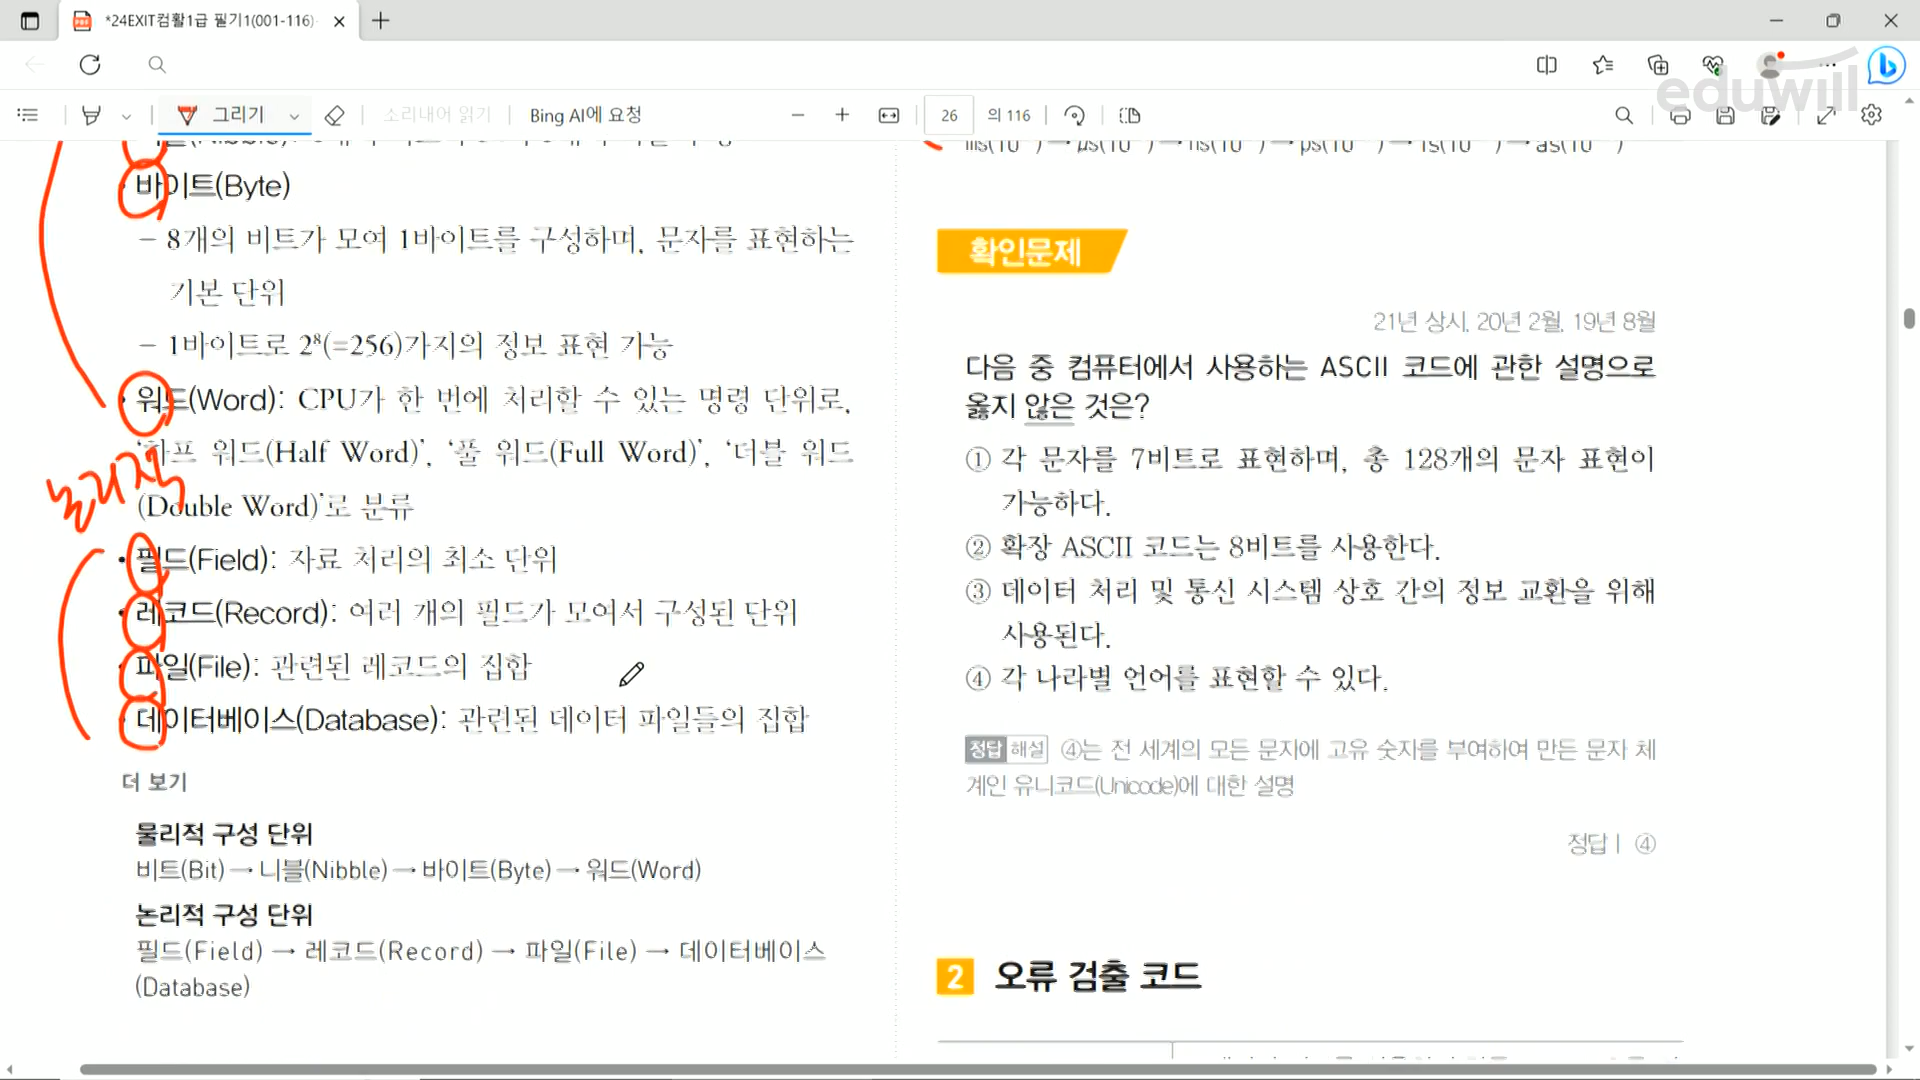 *24EXIT컴활1급 필기1(001-116)
그리기
소리내어 읽기
Bing AI에 요청
26
의 116
eduwill
바이트(Byte)
– 8개의 비트가 모여 1바이트를 구성하며, 문자를 표현하는
기본 단위
– 1바이트로 2⁸(=256)가지의 정보 표현 가능
• 워드(Word): CPU가 한 번에 처리할 수 있는 명령 단위로,
‘하프 워드(Half Word)’, ‘풀 워드(Full Word)’, ‘더블 워드
(Double Word)’로 분류
논리적
• 필드(Field): 자료 처리의 최소 단위
• 레코드(Record): 여러 개의 필드가 모여서 구성된 단위
• 파일(File): 관련된 레코드의 집합
• 데이터베이스(Database): 관련된 데이터 파일들의 집합
더 보기
물리적 구성 단위
비트(Bit) → 니블(Nibble) → 바이트(Byte) → 워드(Word)
논리적 구성 단위
필드(Field) → 레코드(Record) → 파일(File) → 데이터베이스
(Database)
확인문제
21년 상시, 20년 2월, 19년 8월
다음 중 컴퓨터에서 사용하는 ASCII 코드에 관한 설명으로
옳지 않은 것은?
① 각 문자를 7비트로 표현하며, 총 128개의 문자 표현이
가능하다.
② 확장 ASCII 코드는 8비트를 사용한다.
③ 데이터 처리 및 통신 시스템 상호 간의 정보 교환을 위해
사용된다.
④ 각 나라별 언어를 표현할 수 있다.
정답 해설 ④는 전 세계의 모든 문자에 고유 숫자를 부여하여 만든 문자 체
계인 유니코드(Unicode)에 대한 설명
정답 | ④
2 오류 검출 코드